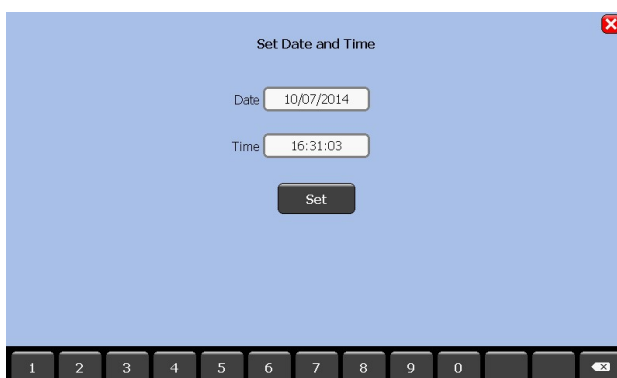 Set Date and Time
Date 10/07/2014
Time 16:31:03
Set
1 2 3 4 5 6 7 8 9 0